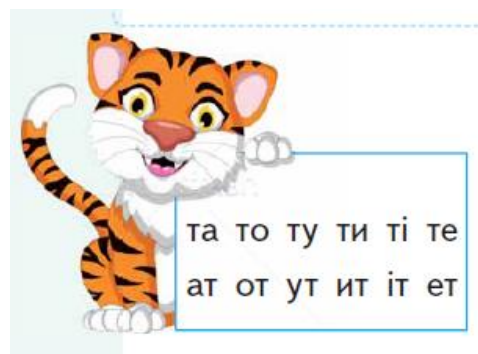 та то ту ти ті те
ат от ут ит іт ет